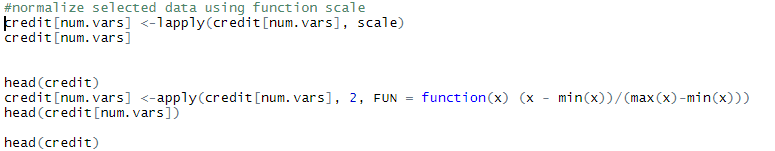 #normalize selected data using function scale
credit[num.vars] <-lapply(credit[num.vars], scale)
credit[num.vars]
head(credit)
credit[num.vars] <-apply(credit[num.vars], 2, FUN = function(x) (x - min(x))/(max(x)-min(x)))
head(credit[num.vars])
head(credit)